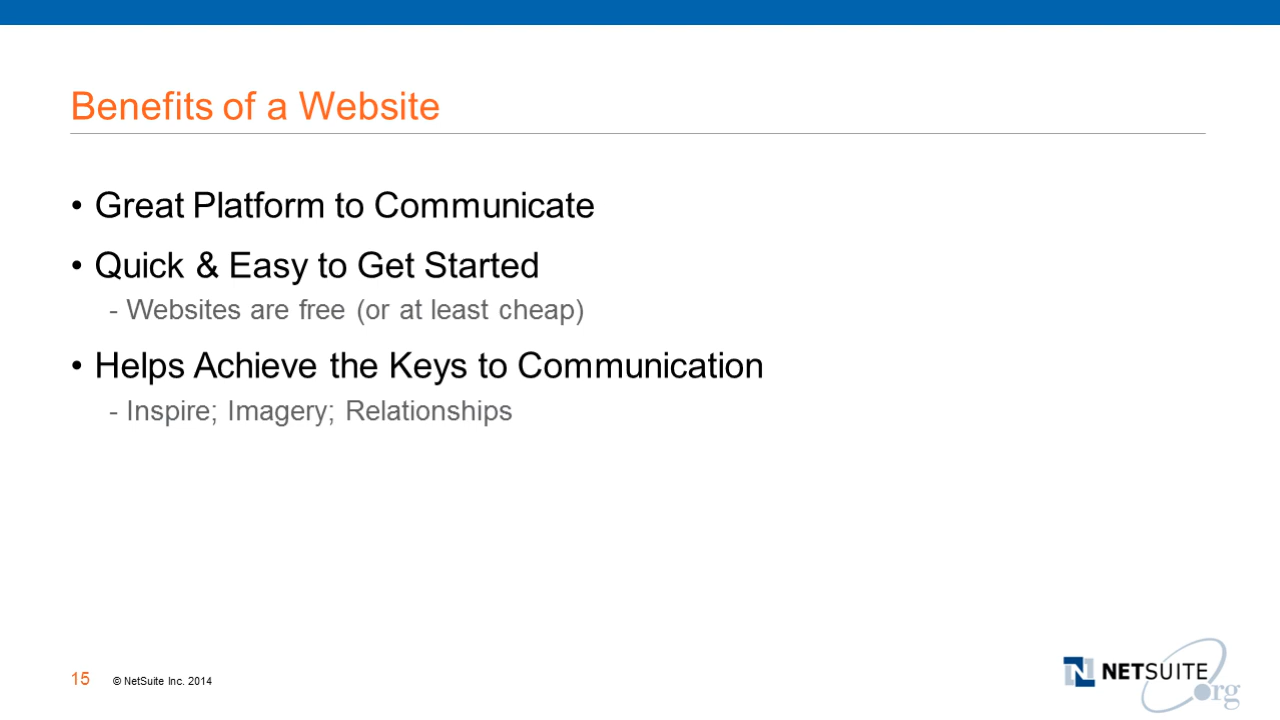 Benefits of a Website
• Great Platform to Communicate
• Quick & Easy to Get Started
- Websites are free (or at least cheap)
• Helps Achieve the Keys to Communication
- Inspire; Imagery; Relationships
15 © NetSuite Inc. 2014
NETSUITE
.org